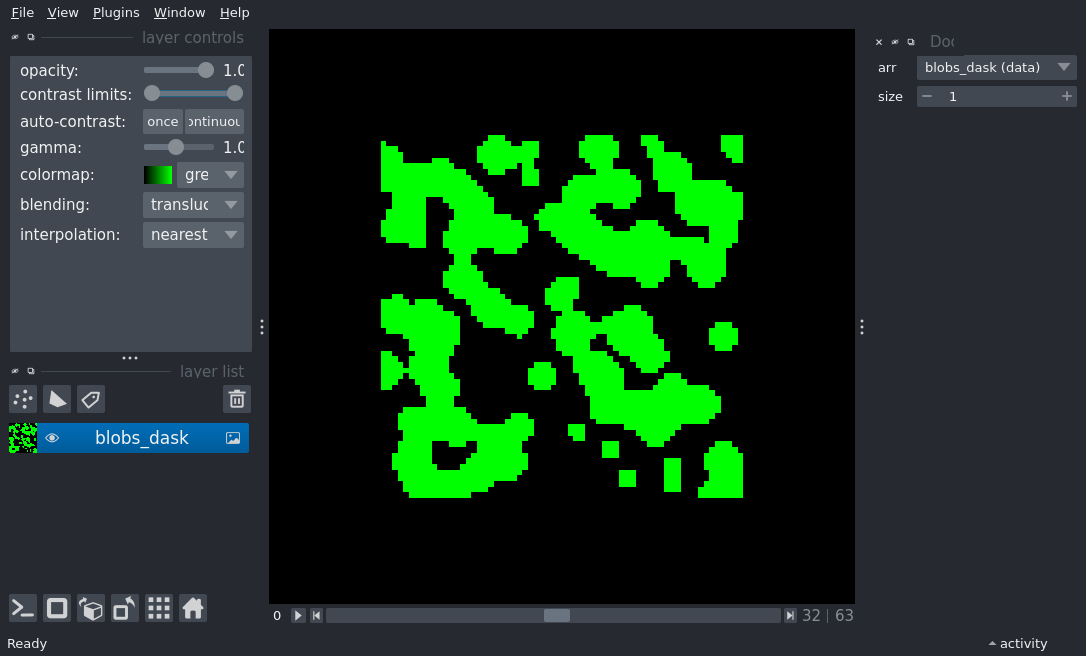 File View Plugins Window Help
layer controls
opacity: 1.0
contrast limits:
auto-contrast: once ontinuou
gamma: 1.0
colormap: gre
blending: transluc
interpolation: nearest
layer list
blobs_dask
0 32 | 63
Ready
Doc
arr blobs_dask (data)
size 1
activity